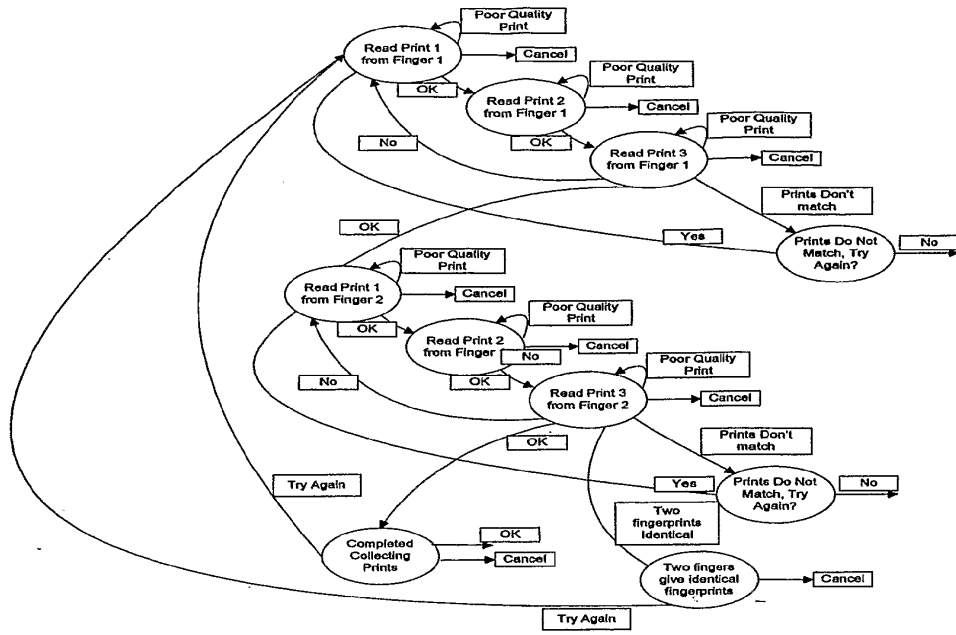 Poor Quality
Print
Read Print 1
from Finger 1
Cancel
OK
Poor Quality
Print
Read Print 2
from Finger 1
Cancel
OK
Poor Quality
Print
No
Read Print 3
from Finger 1
Cancel
Prints Don't
match
OK
Yes
Prints Do Not
Match, Try
Again?
No
Poor Quality
Print
Read Print 1
from Finger 2
Cancel
OK
Poor Quality
Print
Read Print 2
from Finger
Cancel
No
OK
Poor Quality
Print
No
Read Print 3
from Finger 2
Cancel
OK
Prints Don't
match
Yes
Prints Do Not
Match, Try
Again?
No
Try Again
Two
fingerprints
Identical
Completed
Collecting
Prints
OK
Cancel
Two fingers
give identical
fingerprints
Cancel
Try Again